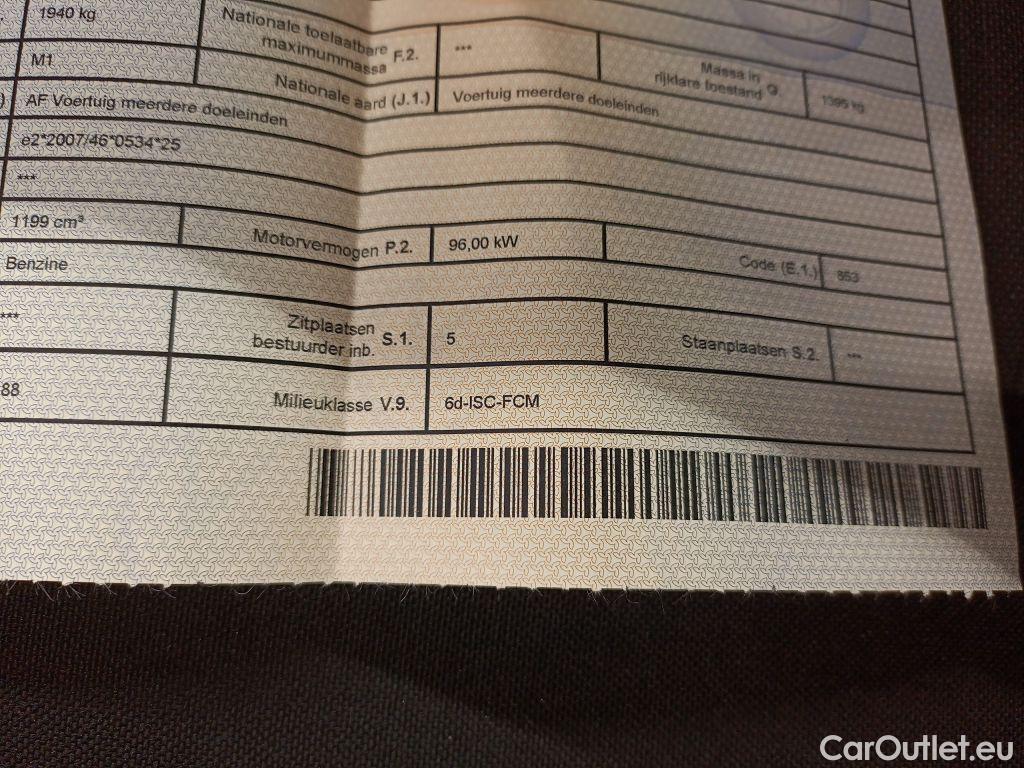 1940 kg
Nationale toelaatbare
maximummassa F.2.
***
Massa in
rijklare toestand G.
1395 kg
M1
Nationale aard (J.1.)
Voertuig meerdere doeleinden
) AF Voertuig meerdere doeleinden
e2*2007/46*0534*25
***
1199 cm³
Motorvermogen P.2.
96,00 kW
Code (E.1.)
853
Benzine
***
Zitplaatsen
bestuurder inb. S.1.
5
Staanplaatsen S.2.
***
88
Milieuklasse V.9.
6d-ISC-FCM
CarOutlet.eu